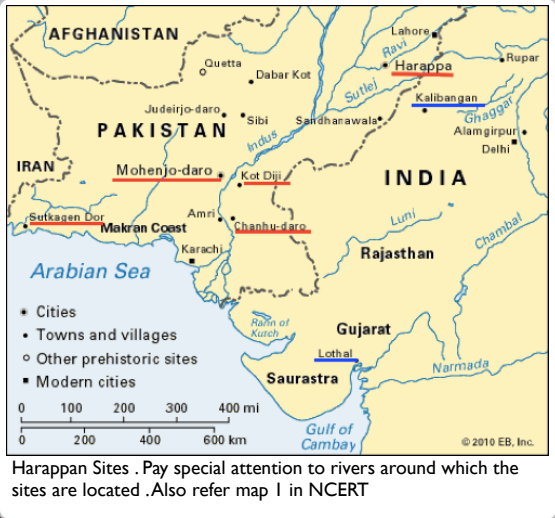 AFGHANISTAN
Lahore
Ravi
Quetta
Harappa
Rupar
Dabar Kot
Sutlej
Kalibangan
Ghaggar
Judeirjo-daro
Sibi
Sandhanawala
PAKISTAN
Indus
Alamgirpur
Delhi
IRAN
Mohenjo-daro
Kot Diji
INDIA
Sutkagen Dor
Makran Coast
Amri
Chanhu-daro
Luni
Chambal
Karachi
Rajasthan
Arabian Sea
Cities
Towns and villages
Other prehistoric sites
Modern cities
Rann of
Kutch
Gujarat
Lothal
Saurastra
Narmada
0 100 200 300 400 mi
0 200 400 600 km
Gulf of
Cambay
© 2010 EB, Inc.
Harappan Sites . Pay special attention to rivers around which the
sites are located .Also refer map 1 in NCERT